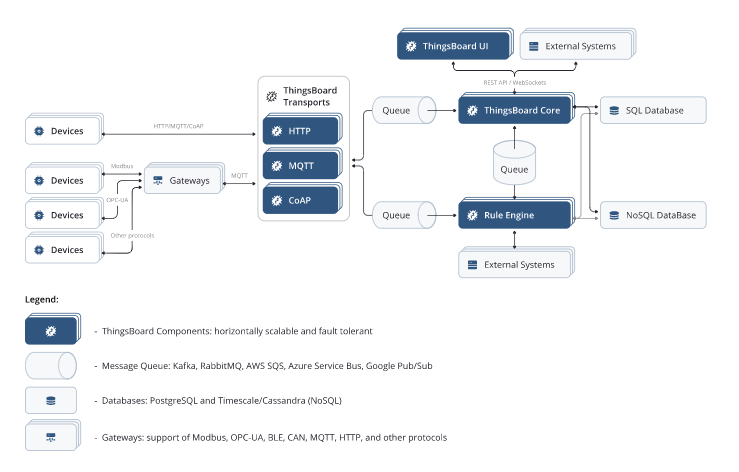 ThingsBoard UI
External Systems
REST API / WebSockets
ThingsBoard
Transports
Queue
ThingsBoard Core
SQL Database
Devices
HTTP/MQTT/CoAP
HTTP
Modbus
MQTT
Queue
Devices
Gateways
MQTT
OPC-UA
Devices
CoAP
Queue
Rule Engine
NoSQL DataBase
Other protocols
Devices
External Systems
Legend:
- ThingsBoard Components: horizontally scalable and fault tolerant
- Message Queue: Kafka, RabbitMQ, AWS SQS, Azure Service Bus, Google Pub/Sub
- Databases: PostgreSQL and Timescale/Cassandra (NoSQL)
- Gateways: support of Modbus, OPC-UA, BLE, CAN, MQTT, HTTP, and other protocols